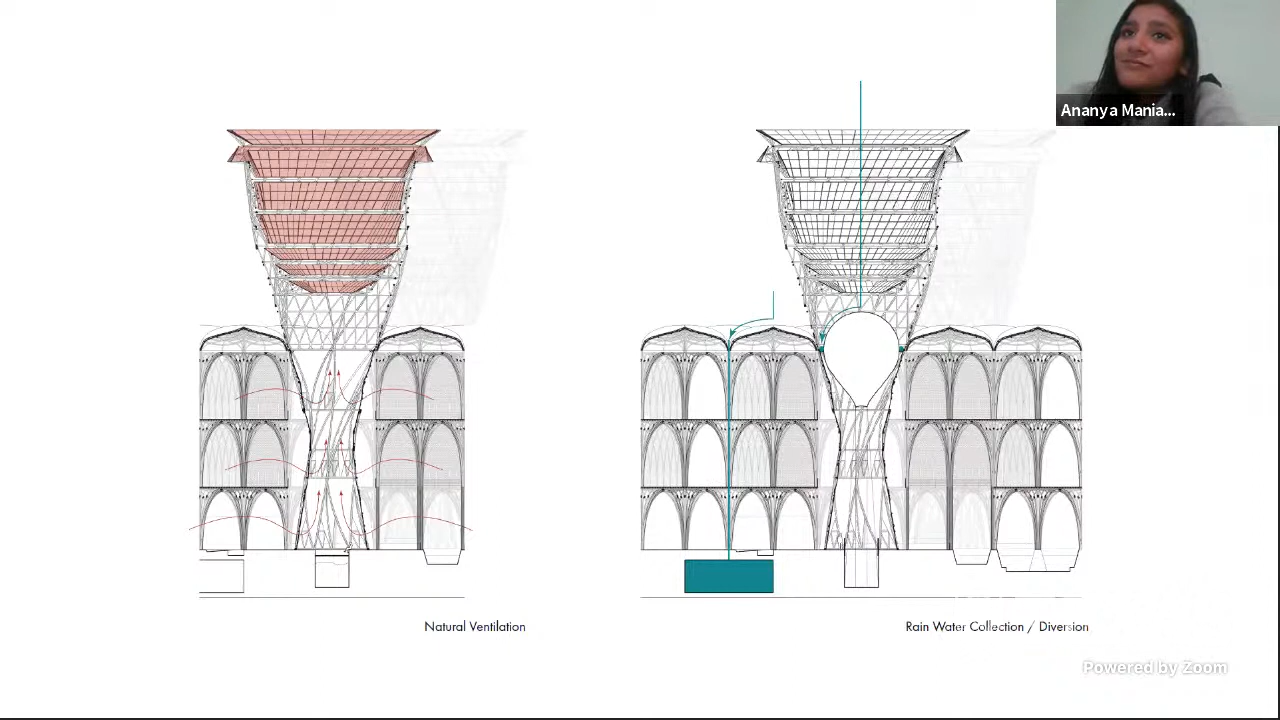 Ananya Mania...
Natural Ventilation
Rain Water Collection / Diversion
Powered by Zoom